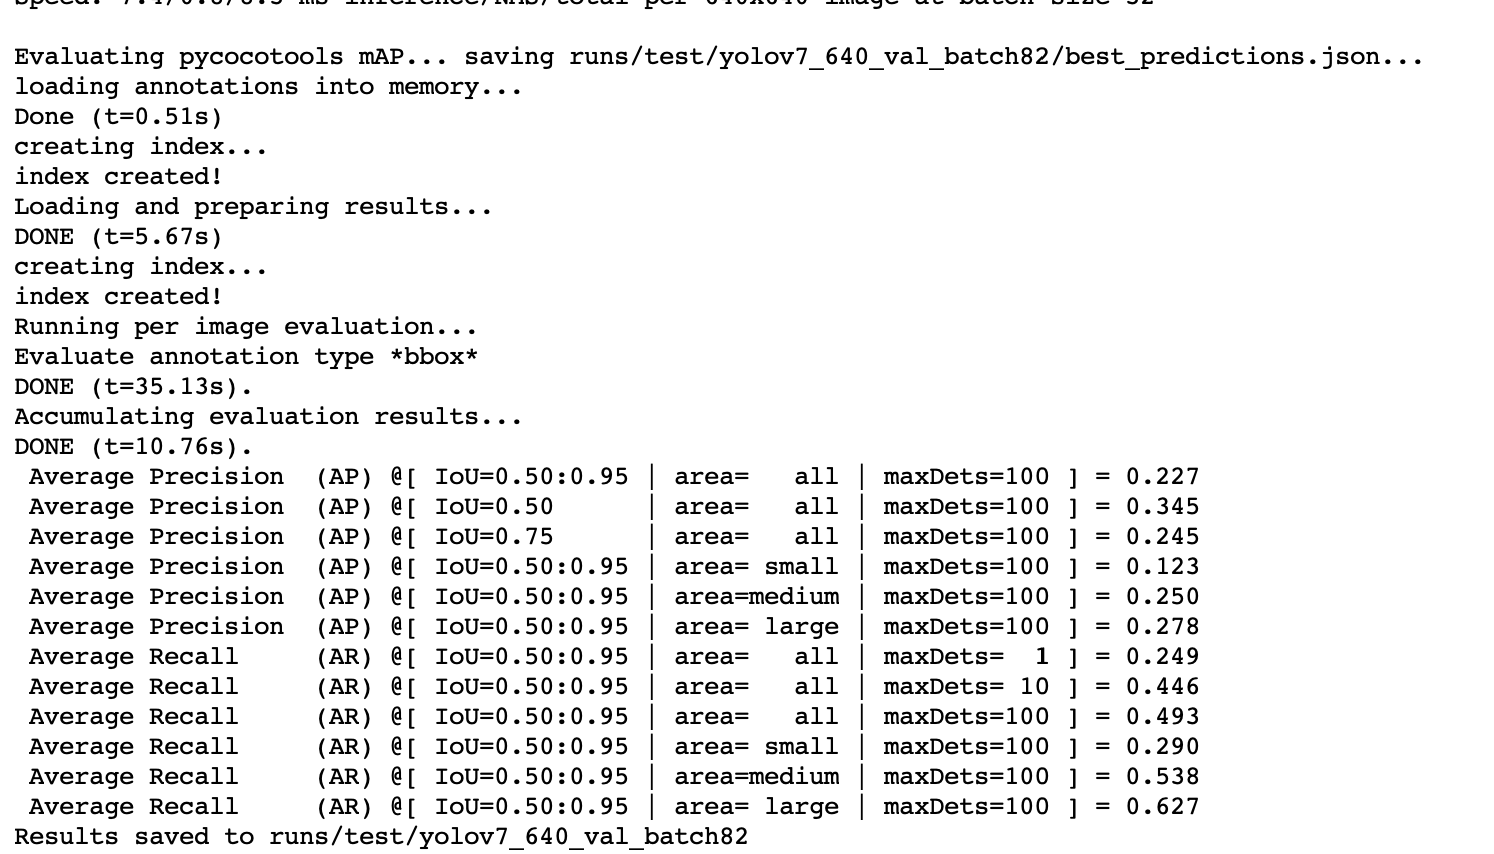 Evaluating pycocotools mAP... saving runs/test/yolov7_640_val_batch82/best_predictions.json...
loading annotations into memory...
Done (t=0.51s)
creating index...
index created!
Loading and preparing results...
DONE (t=5.67s)
creating index...
index created!
Running per image evaluation...
Evaluate annotation type *bbox*
DONE (t=35.13s).
Accumulating evaluation results...
DONE (t=10.76s).
 Average Precision  (AP) @[ IoU=0.50:0.95 | area=   all | maxDets=100 ] = 0.227
 Average Precision  (AP) @[ IoU=0.50      | area=   all | maxDets=100 ] = 0.345
 Average Precision  (AP) @[ IoU=0.75      | area=   all | maxDets=100 ] = 0.245
 Average Precision  (AP) @[ IoU=0.50:0.95 | area= small | maxDets=100 ] = 0.123
 Average Precision  (AP) @[ IoU=0.50:0.95 | area=medium | maxDets=100 ] = 0.250
 Average Precision  (AP) @[ IoU=0.50:0.95 | area= large | maxDets=100 ] = 0.278
 Average Recall     (AR) @[ IoU=0.50:0.95 | area=   all | maxDets=  1 ] = 0.249
 Average Recall     (AR) @[ IoU=0.50:0.95 | area=   all | maxDets= 10 ] = 0.446
 Average Recall     (AR) @[ IoU=0.50:0.95 | area=   all | maxDets=100 ] = 0.493
 Average Recall     (AR) @[ IoU=0.50:0.95 | area= small | maxDets=100 ] = 0.290
 Average Recall     (AR) @[ IoU=0.50:0.95 | area=medium | maxDets=100 ] = 0.538
 Average Recall     (AR) @[ IoU=0.50:0.95 | area= large | maxDets=100 ] = 0.627
Results saved to runs/test/yolov7_640_val_batch82